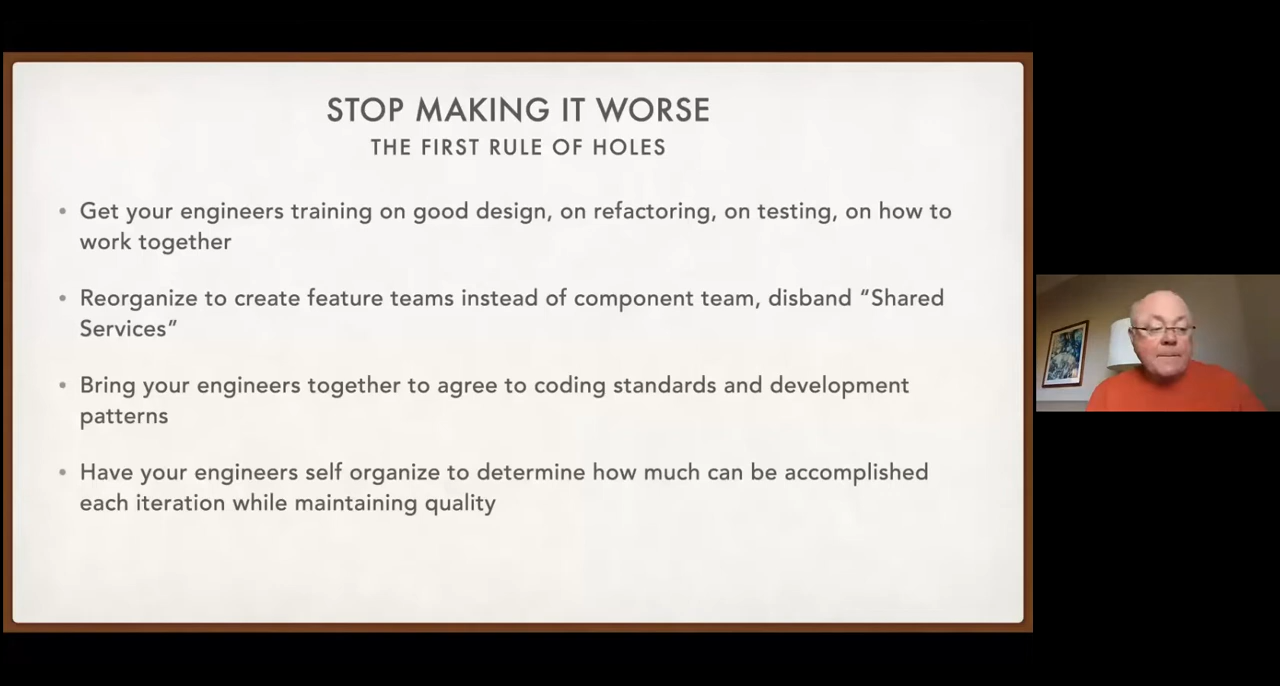 STOP MAKING IT WORSE
THE FIRST RULE OF HOLES
• Get your engineers training on good design, on refactoring, on testing, on how to
work together
• Reorganize to create feature teams instead of component team, disband “Shared
Services”
• Bring your engineers together to agree to coding standards and development
patterns
• Have your engineers self organize to determine how much can be accomplished
each iteration while maintaining quality